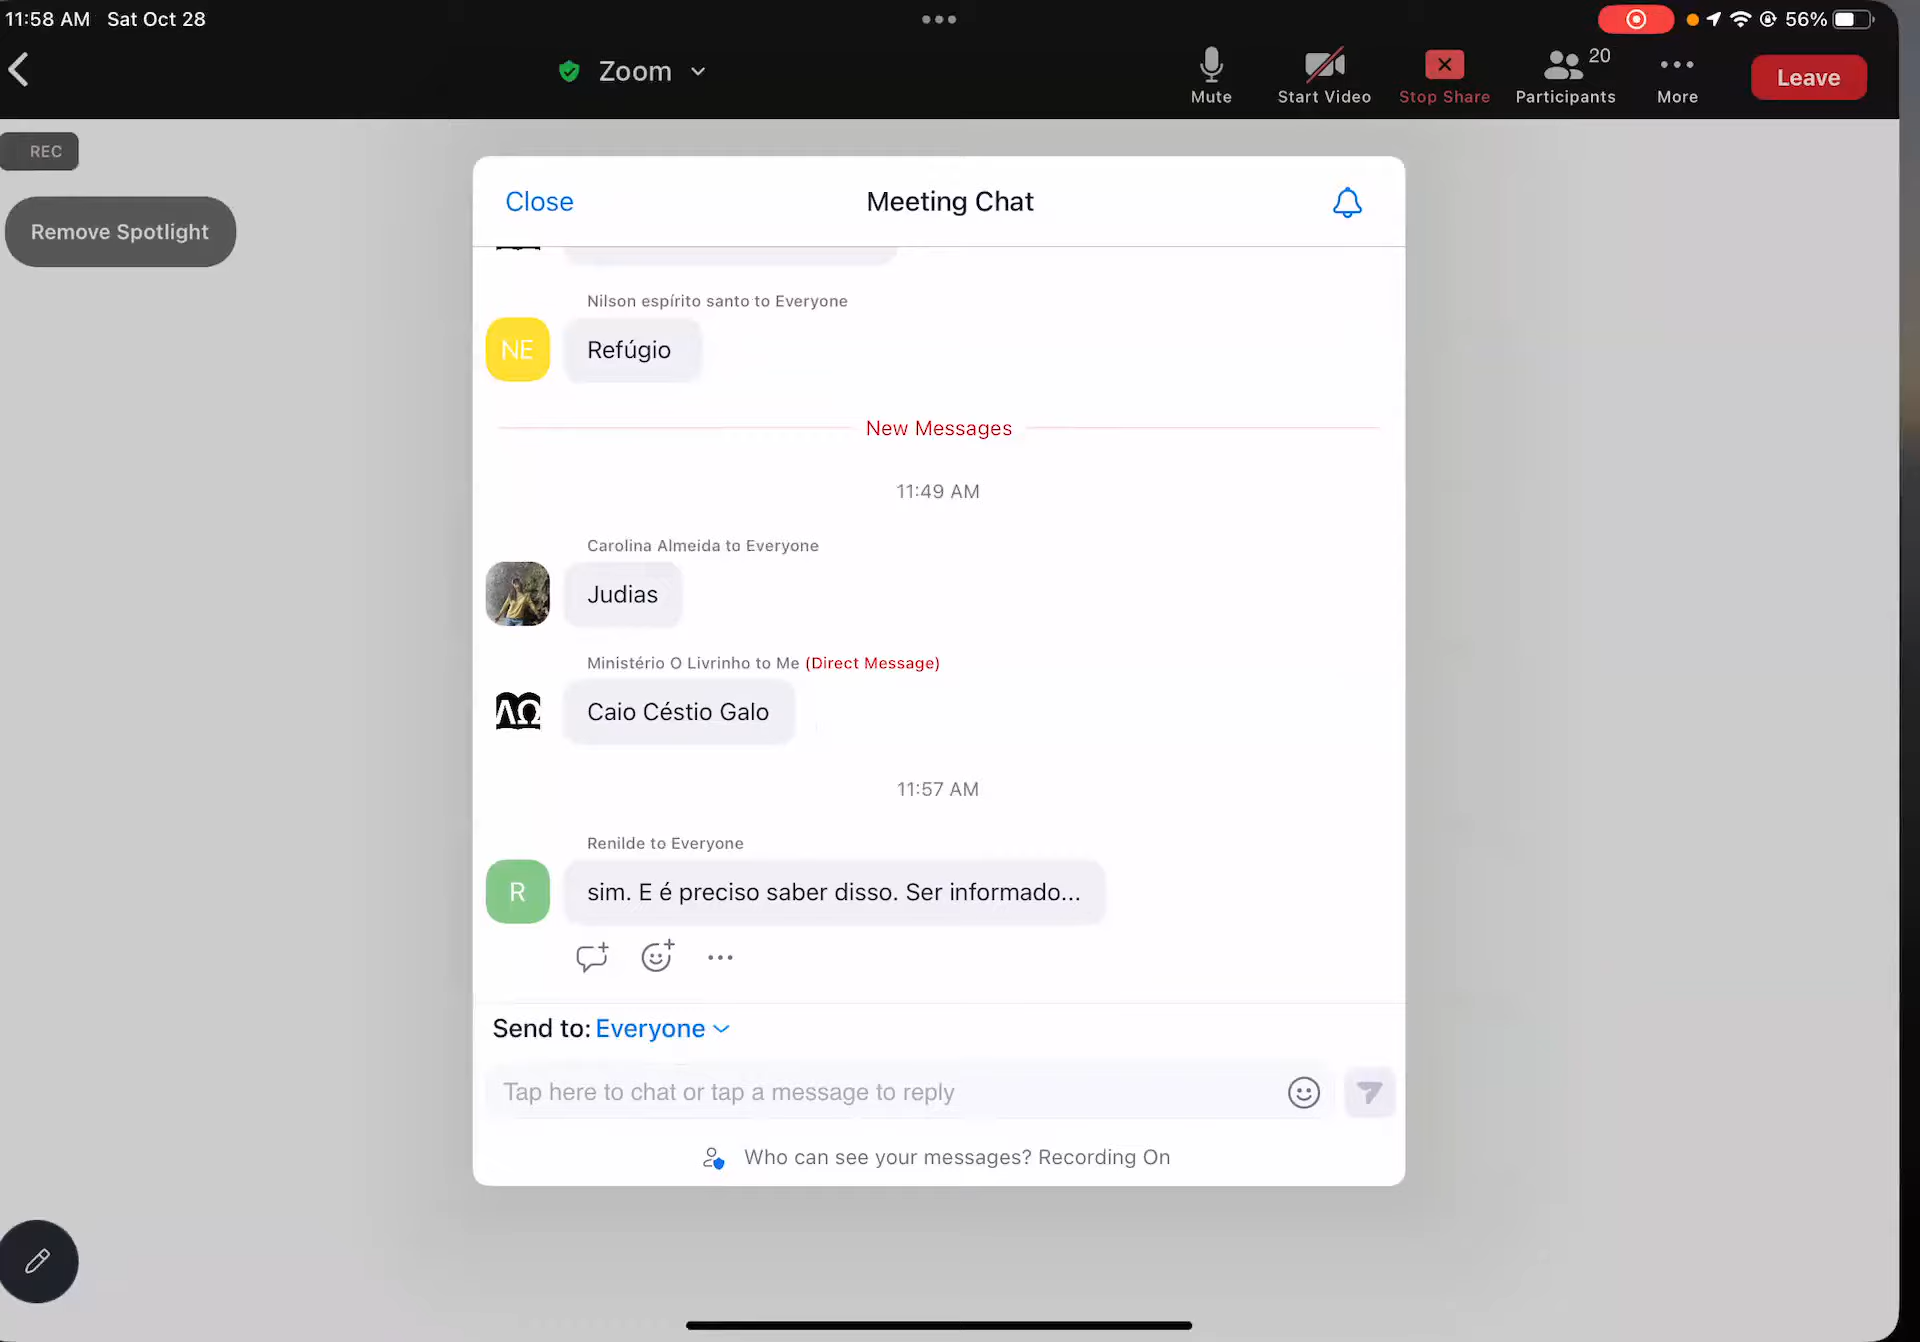 11:58 AM Sat Oct 28
56%
Zoom
Mute
Start Video
Stop Share
20
Participants
More
Leave
REC
Remove Spotlight
Close
Meeting Chat
Nilson espírito santo to Everyone
NE
Refúgio
New Messages
11:49 AM
Carolina Almeida to Everyone
Judias
Ministério O Livrinho to Me (Direct Message)
ΛΩ
Caio Céstio Galo
11:57 AM
Renilde to Everyone
R
sim. E é preciso saber disso. Ser informado...
Send to: Everyone
Tap here to chat or tap a message to reply
Who can see your messages? Recording On